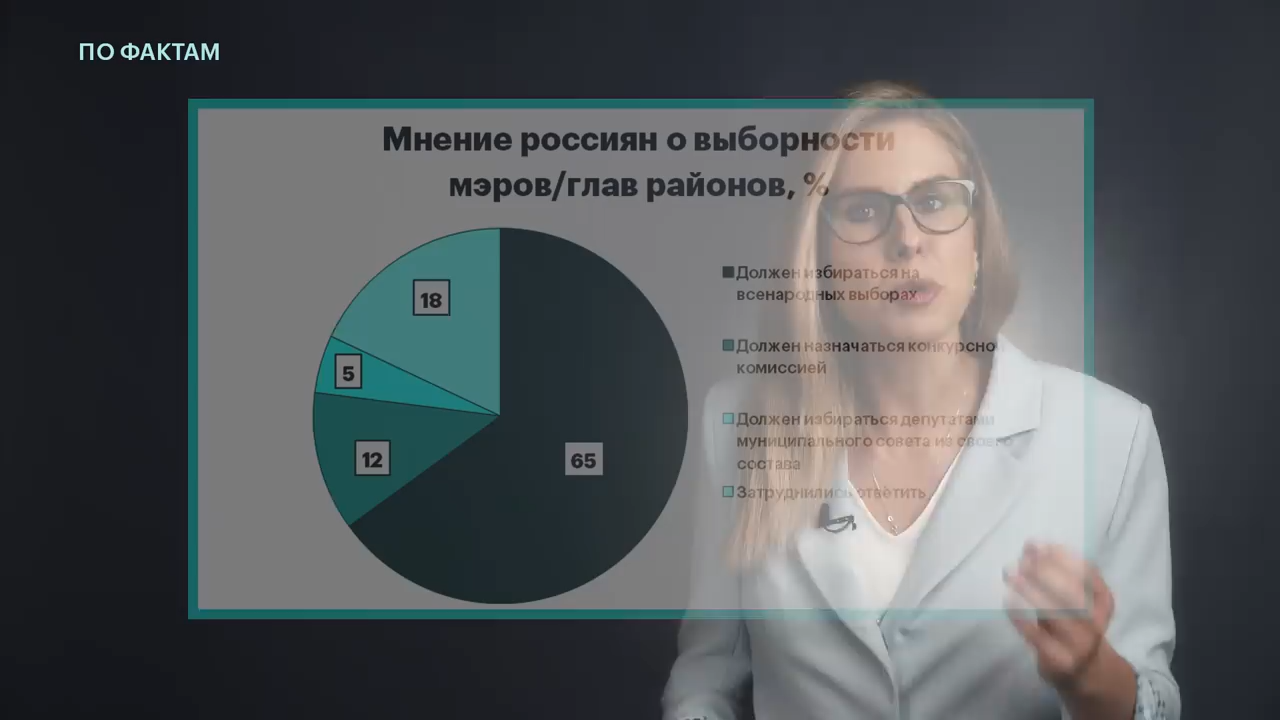 ПО ФАКТАМ
Мнение россиян о выборности
мэров/глав районов, %
18
5
12
65
Должен избираться на
всенародных выборах
Должен назначаться конкурсной
комиссией
Должен избираться депутатами
муниципального совета из своего
состава
Затруднились ответить